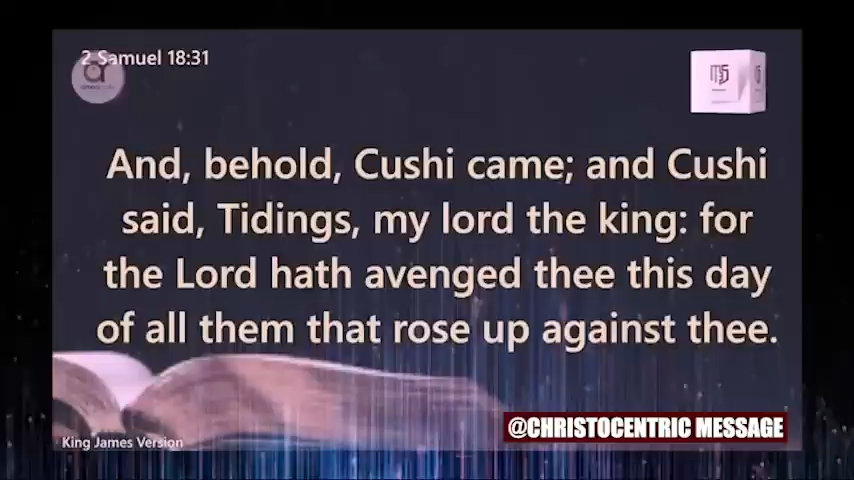 2 Samuel 18:31
And, behold, Cushi came; and Cushi
said, Tidings, my lord the king: for
the Lord hath avenged thee this day
of all them that rose up against thee.
@CHRISTOCENTRIC MESSAGE
King James Version